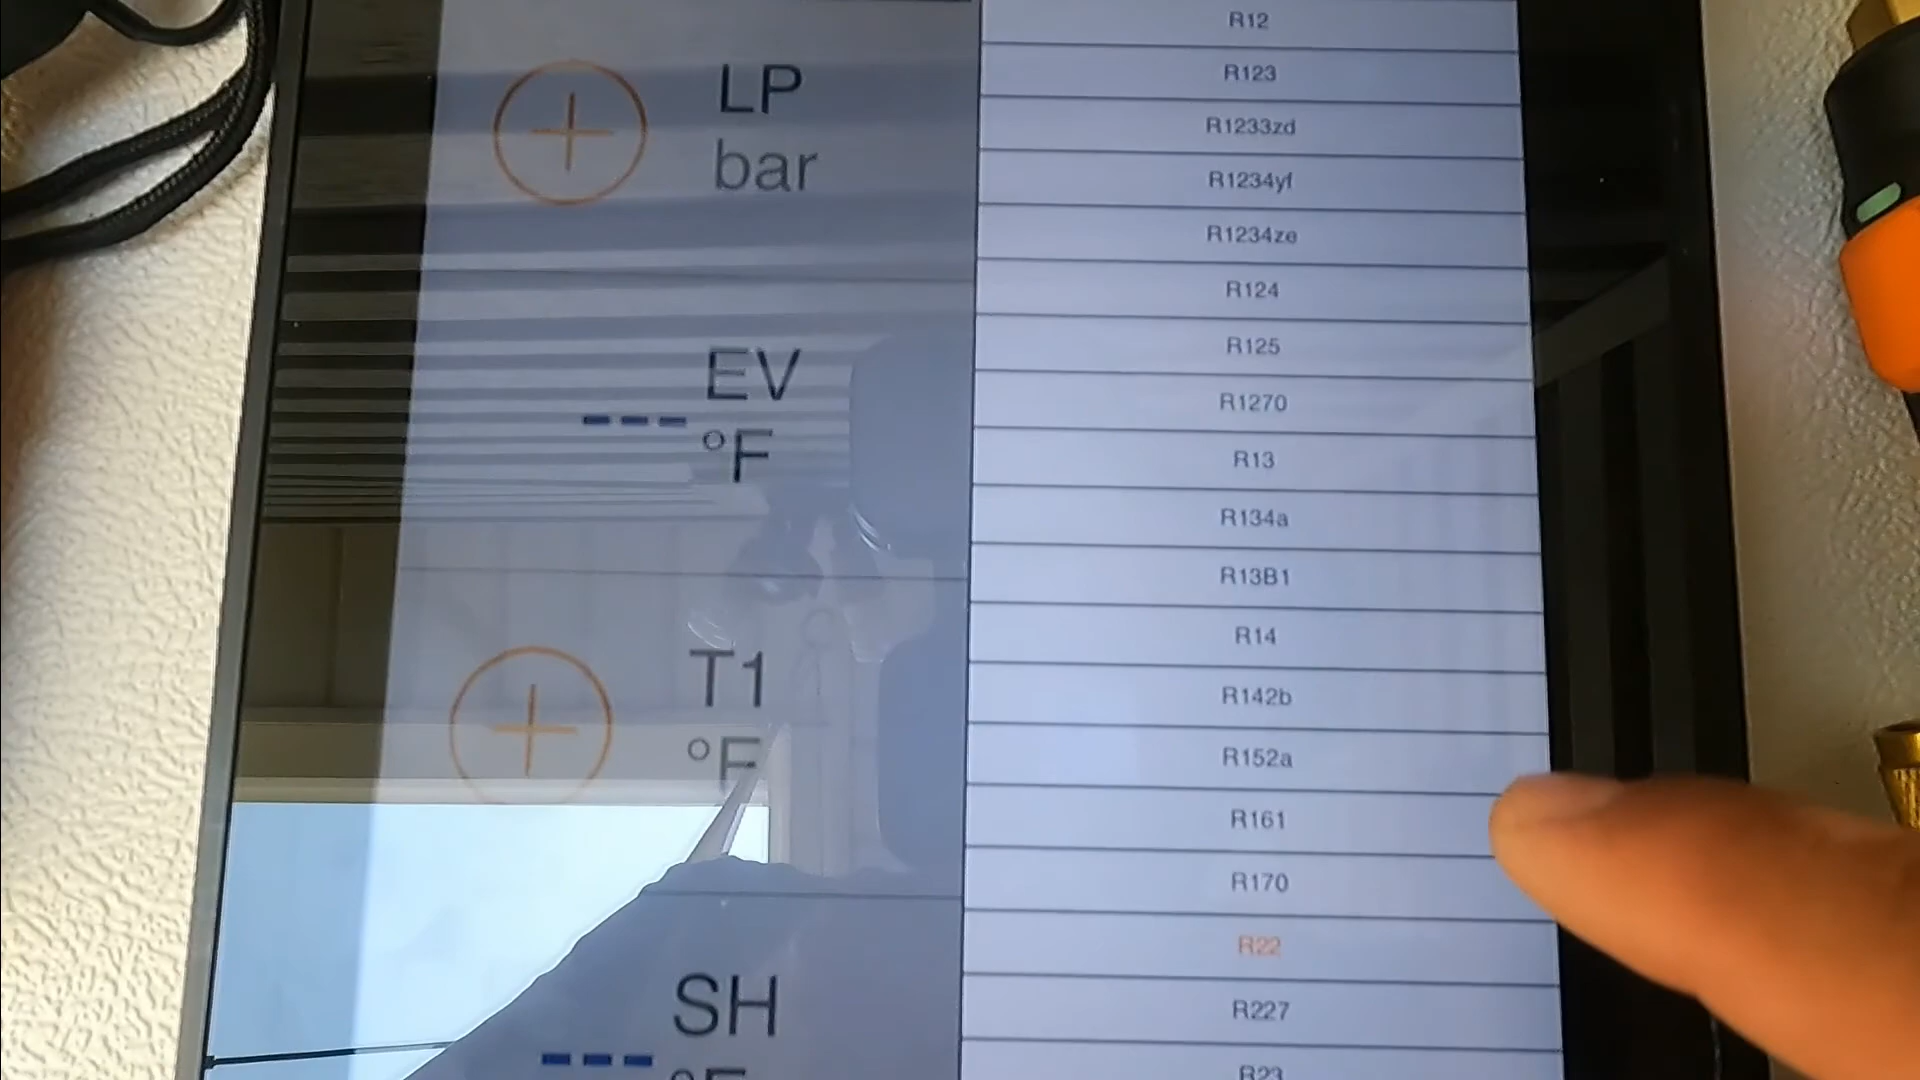 LP
bar
EV
---
°F
T1
°F
SH
---
°F
R12
R123
R1233zd
R1234yf
R1234ze
R124
R125
R1270
R13
R134a
R13B1
R14
R142b
R152a
R161
R170
R22
R227
R23